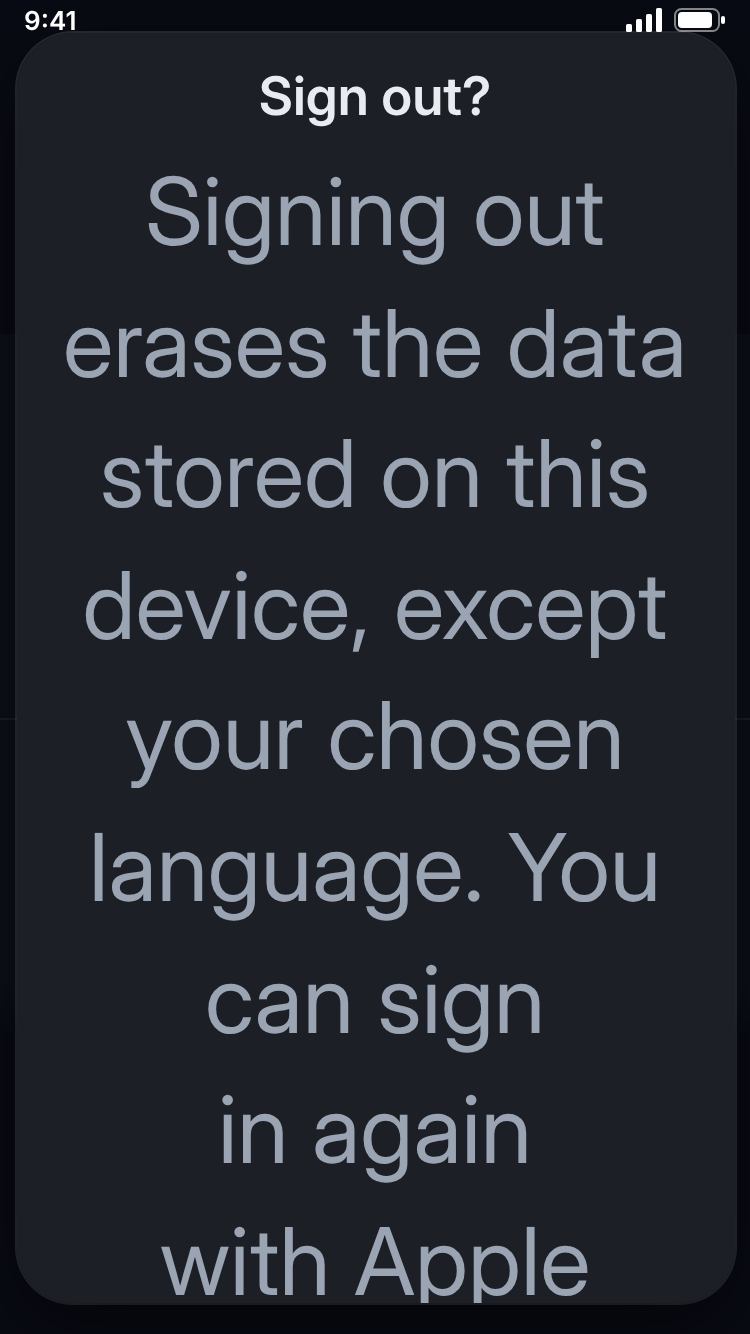 9:41
Sign out?
Signing out
erases the data
stored on this
device, except
your chosen
language. You
can sign
in again
with Apple